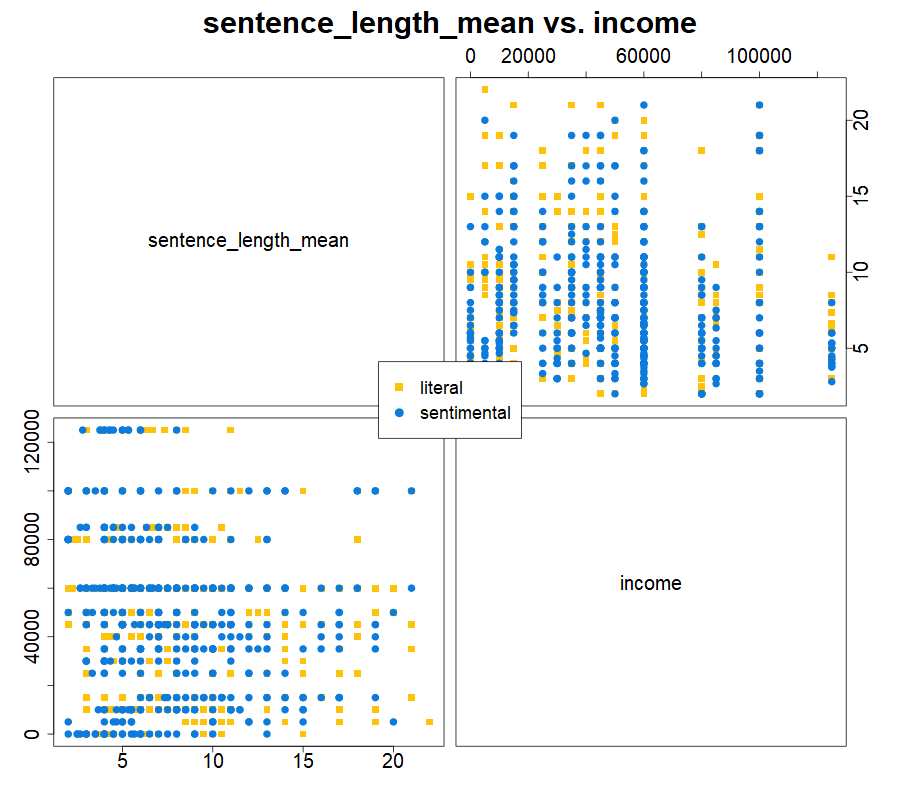 sentence_length_mean vs. income
0 20000 60000 100000
sentence_length_mean
5 10 15 20
literal
sentimental
0 40000 80000 120000
income
5 10 15 20